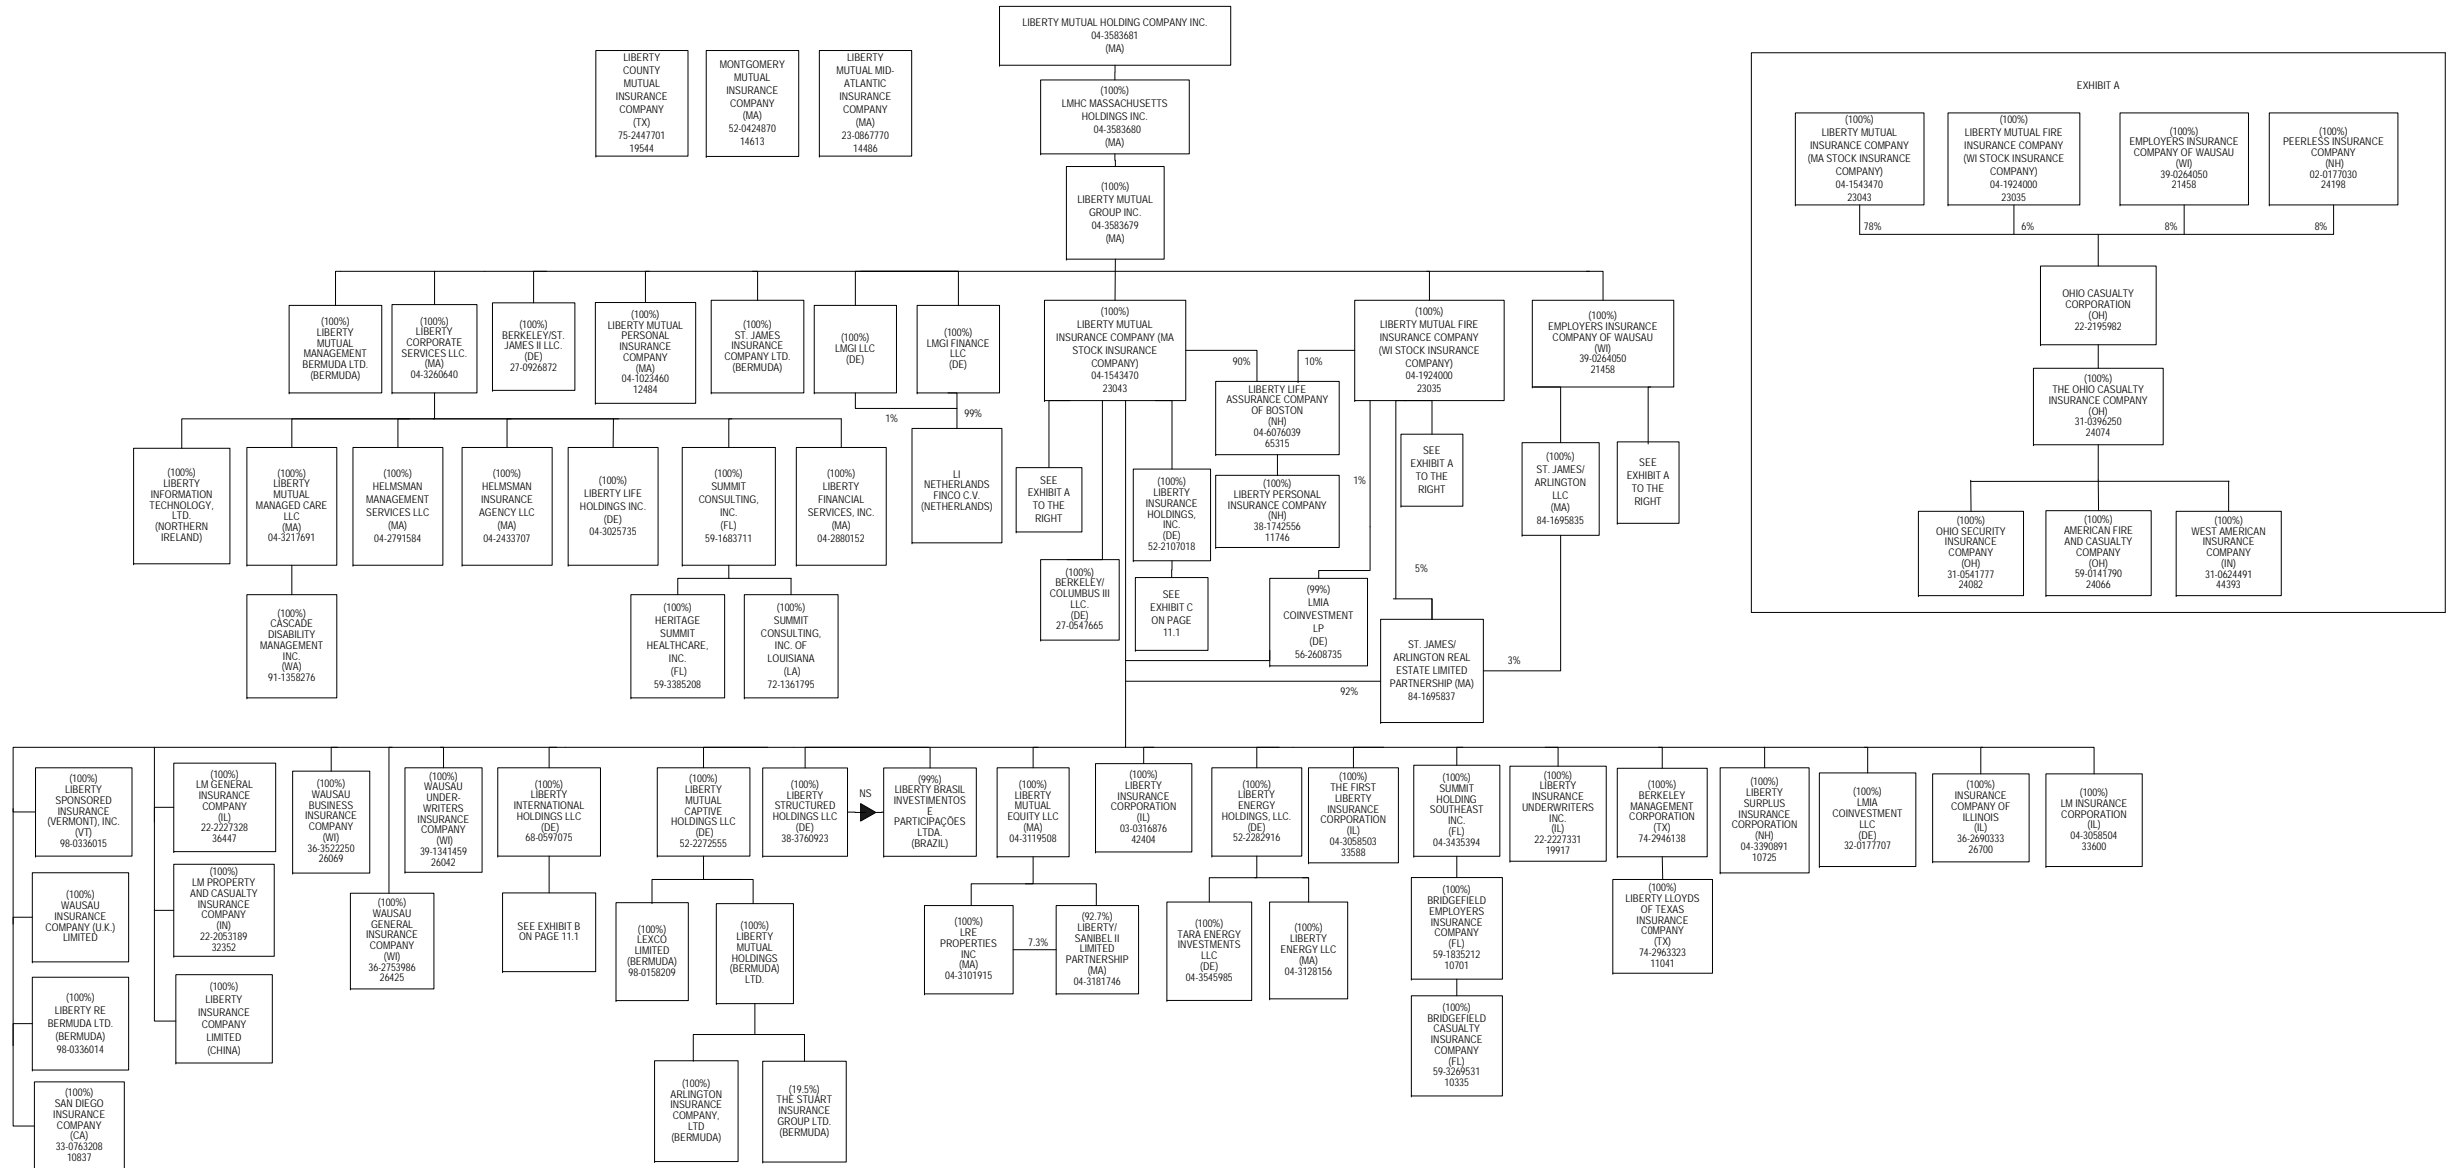 LIBERTY MUTUAL HOLDING COMPANY INC.
04-3583681
(MA)
LIBERTY
COUNTY
MUTUAL
INSURANCE
COMPANY
(TX)
75-2447701
19544
MONTGOMERY
MUTUAL
INSURANCE
COMPANY
(MA)
52-0424870
14613
LIBERTY
MUTUAL MID-
ATLANTIC
INSURANCE
COMPANY
(MA)
23-0867770
14486
(100%)
LMHC MASSACHUSETTS
HOLDINGS INC.
04-3583680
(MA)
(100%)
LIBERTY MUTUAL
GROUP INC.
04-3583679
(MA)
EXHIBIT A
(100%)
LIBERTY MUTUAL
INSURANCE COMPANY
(MA STOCK INSURANCE
COMPANY)
04-1543470
23043
(100%)
LIBERTY MUTUAL FIRE
INSURANCE COMPANY
(WI STOCK INSURANCE
COMPANY)
04-1924000
23035
(100%)
EMPLOYERS INSURANCE
COMPANY OF WAUSAU
(WI)
39-0264050
21458
(100%)
PEERLESS INSURANCE
COMPANY
(NH)
02-0177030
24198
78%
6%
8%
8%
OHIO CASUALTY
CORPORATION
(OH)
22-2195982
(100%)
THE OHIO CASUALTY
INSURANCE COMPANY
(OH)
31-0396250
24074
(100%)
OHIO SECURITY
INSURANCE
COMPANY
(OH)
31-0541777
24082
(100%)
AMERICAN FIRE
AND CASUALTY
COMPANY
(OH)
59-0141790
24066
(100%)
WEST AMERICAN
INSURANCE
COMPANY
(IN)
31-0624491
44393
(100%)
LIBERTY
MUTUAL
MANAGEMENT
BERMUDA LTD.
(BERMUDA)
(100%)
LIBERTY
CORPORATE
SERVICES LLC.
(MA)
04-3260640
(100%)
BERKELEY/ST.
JAMES II LLC.
(DE)
27-0926872
(100%)
LIBERTY MUTUAL
PERSONAL
INSURANCE
COMPANY
(MA)
04-1023460
12484
(100%)
ST. JAMES
INSURANCE
COMPANY LTD.
(BERMUDA)
(100%)
LMGI LLC
(DE)
(100%)
LMGI FINANCE
LLC
(DE)
(100%)
LIBERTY MUTUAL
INSURANCE COMPANY (MA
STOCK INSURANCE
COMPANY)
04-1543470
23043
(100%)
LIBERTY MUTUAL FIRE
INSURANCE COMPANY
(WI STOCK INSURANCE
COMPANY)
04-1924000
23035
(100%)
EMPLOYERS INSURANCE
COMPANY OF WAUSAU
(WI)
39-0264050
21458
90%
10%
1%
99%
LIBERTY LIFE
ASSURANCE COMPANY
OF BOSTON
(NH)
04-6076039
65315
(100%)
LIBERTY
INFORMATION
TECHNOLOGY,
LTD.
(NORTHERN
IRELAND)
(100%)
LIBERTY
MUTUAL
MANAGED CARE
LLC
(MA)
04-3217691
(100%)
HELMSMAN
MANAGEMENT
SERVICES LLC
(MA)
04-2791584
(100%)
HELMSMAN
INSURANCE
AGENCY LLC
(MA)
04-2433707
(100%)
LIBERTY LIFE
HOLDINGS INC.
(DE)
04-3025735
(100%)
SUMMIT
CONSULTING,
INC.
(FL)
59-1683711
(100%)
LIBERTY
FINANCIAL
SERVICES, INC.
(MA)
04-2880152
LI
NETHERLANDS
FINCO C.V.
(NETHERLANDS)
SEE
EXHIBIT A
TO THE
RIGHT
(100%)
LIBERTY
INSURANCE
HOLDINGS,
INC.
(DE)
52-2107018
(100%)
LIBERTY PERSONAL
INSURANCE COMPANY
(NH)
38-1742556
11746
1%
SEE
EXHIBIT A
TO THE
RIGHT
(100%)
ST. JAMES/
ARLINGTON
LLC
(MA)
84-1695835
SEE
EXHIBIT A
TO THE
RIGHT
(100%)
CASCADE
DISABILITY
MANAGEMENT
INC.
(WA)
91-1358276
(100%)
HERITAGE
SUMMIT
HEALTHCARE,
INC.
(FL)
59-3385208
(100%)
SUMMIT
CONSULTING,
INC. OF
LOUISIANA
(LA)
72-1361795
(100%)
BERKELEY/
COLUMBUS III
LLC.
(DE)
27-0547665
SEE
EXHIBIT C
ON PAGE
11.1
(99%)
LMIA
COINVESTMENT
LP
(DE)
56-2608735
5%
ST. JAMES/
ARLINGTON REAL
ESTATE LIMITED
PARTNERSHIP (MA)
84-1695837
3%
92%
(100%)
LIBERTY
SPONSORED
INSURANCE
(VERMONT), INC.
(VT)
98-0336015
(100%)
LM GENERAL
INSURANCE
COMPANY
(IL)
22-2227328
36447
(100%)
WAUSAU
BUSINESS
INSURANCE
COMPANY
(WI)
36-3522250
26069
(100%)
WAUSAU
UNDER-
WRITERS
INSURANCE
COMPANY
(WI)
39-1341459
26042
(100%)
LIBERTY
INTERNATIONAL
HOLDINGS LLC
(DE)
68-0597075
(100%)
LIBERTY
MUTUAL
CAPTIVE
HOLDINGS LLC
(DE)
52-2272555
(100%)
LIBERTY
STRUCTURED
HOLDINGS LLC
(DE)
38-3760923
NS
(99%)
LIBERTY BRASIL
INVESTIMENTOS
E
PARTICIPAÇÕES
LTDA.
(BRAZIL)
(100%)
LIBERTY
MUTUAL
EQUITY LLC
(MA)
04-3119508
(100%)
LIBERTY
INSURANCE
CORPORATION
(IL)
03-0316876
42404
(100%)
LIBERTY
ENERGY
HOLDINGS, LLC.
(DE)
52-2282916
(100%)
THE FIRST
LIBERTY
INSURANCE
CORPORATION
(IL)
04-3058503
33588
(100%)
SUMMIT
HOLDING
SOUTHEAST
INC.
(FL)
04-3435394
(100%)
LIBERTY
INSURANCE
UNDERWRITERS
INC.
(IL)
22-2227331
19917
(100%)
BERKELEY
MANAGEMENT
CORPORATION
(TX)
74-2946138
(100%)
LIBERTY
SURPLUS
INSURANCE
CORPORATION
(NH)
04-3390891
10725
(100%)
LMIA
COINVESTMENT
LLC
(DE)
32-0177707
(100%)
INSURANCE
COMPANY OF
ILLINOIS
(IL)
36-2690333
26700
(100%)
LM INSURANCE
CORPORATION
(IL)
04-3058504
33600
(100%)
WAUSAU
INSURANCE
COMPANY (U.K.)
LIMITED
(100%)
LM PROPERTY
AND CASUALTY
INSURANCE
COMPANY
(IN)
22-2053189
32352
(100%)
WAUSAU
GENERAL
INSURANCE
COMPANY
(WI)
36-2753986
26425
SEE EXHIBIT B
ON PAGE 11.1
(100%)
LEXCO
LIMITED
(BERMUDA)
98-0158209
(100%)
LIBERTY
MUTUAL
HOLDINGS
(BERMUDA)
LTD.
(100%)
LRE
PROPERTIES
INC
(MA)
04-3101915
7.3%
(92.7%)
LIBERTY/
SANIBEL II
LIMITED
PARTNERSHIP
(MA)
04-3181746
(100%)
TARA ENERGY
INVESTMENTS
LLC
(DE)
04-3545985
(100%)
LIBERTY
ENERGY LLC
(MA)
04-3128156
(100%)
BRIDGEFIELD
EMPLOYERS
INSURANCE
COMPANY
(FL)
59-1835212
10701
(100%)
LIBERTY LLOYDS
OF TEXAS
INSURANCE
COMPANY
(TX)
74-2963323
11041
(100%)
LIBERTY RE
BERMUDA LTD.
(BERMUDA)
98-0336014
(100%)
LIBERTY
INSURANCE
COMPANY
LIMITED
(CHINA)
(100%)
BRIDGEFIELD
CASUALTY
INSURANCE
COMPANY
(FL)
59-3269531
10335
(100%)
SAN DIEGO
INSURANCE
COMPANY
(CA)
33-0763208
10837
(100%)
ARLINGTON
INSURANCE
COMPANY,
LTD
(BERMUDA)
(19.5%)
THE STUART
INSURANCE
GROUP LTD.
(BERMUDA)